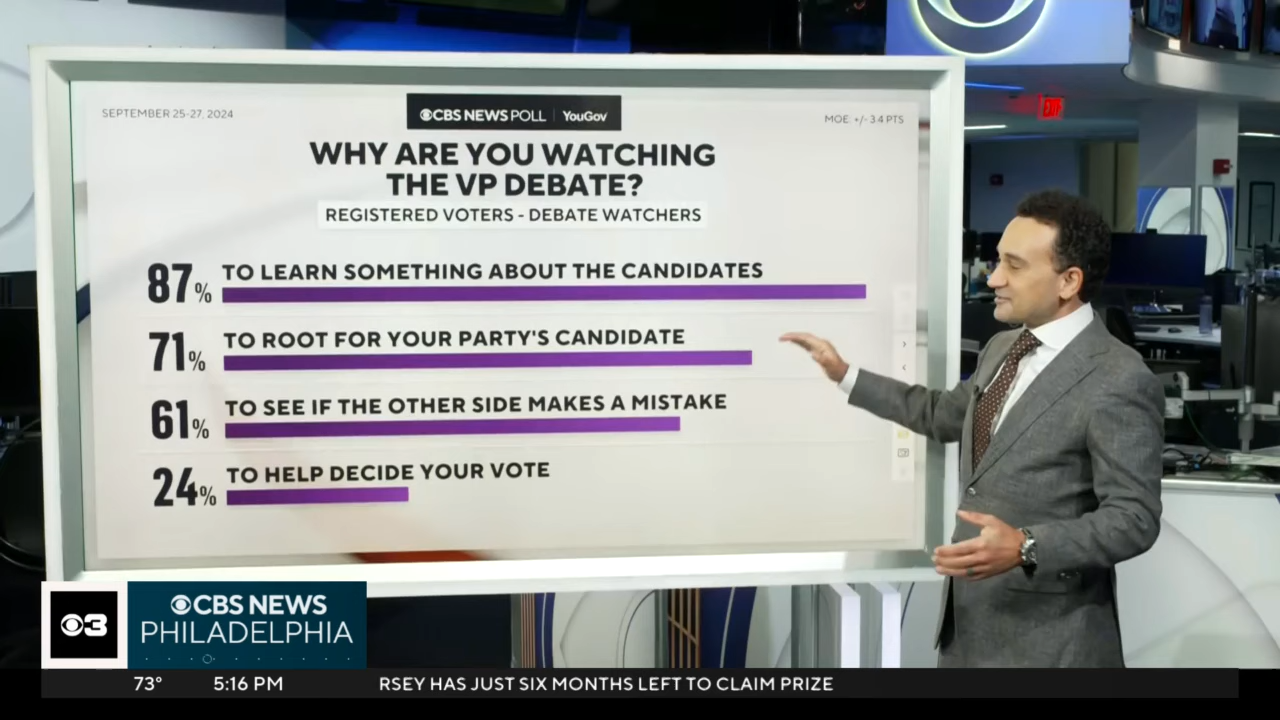 SEPTEMBER 25-27, 2024
CBS NEWS POLL | YouGov
MOE. +/- 3.4 PTS
WHY ARE YOU WATCHING
THE VP DEBATE?
REGISTERED VOTERS - DEBATE WATCHERS
87% TO LEARN SOMETHING ABOUT THE CANDIDATES
71% TO ROOT FOR YOUR PARTY'S CANDIDATE
61% TO SEE IF THE OTHER SIDE MAKES A MISTAKE
24% TO HELP DECIDE YOUR VOTE
EXIT
3
CBS NEWS
PHILADELPHIA
73° 5:16 PM RSEY HAS JUST SIX MONTHS LEFT TO CLAIM PRIZE